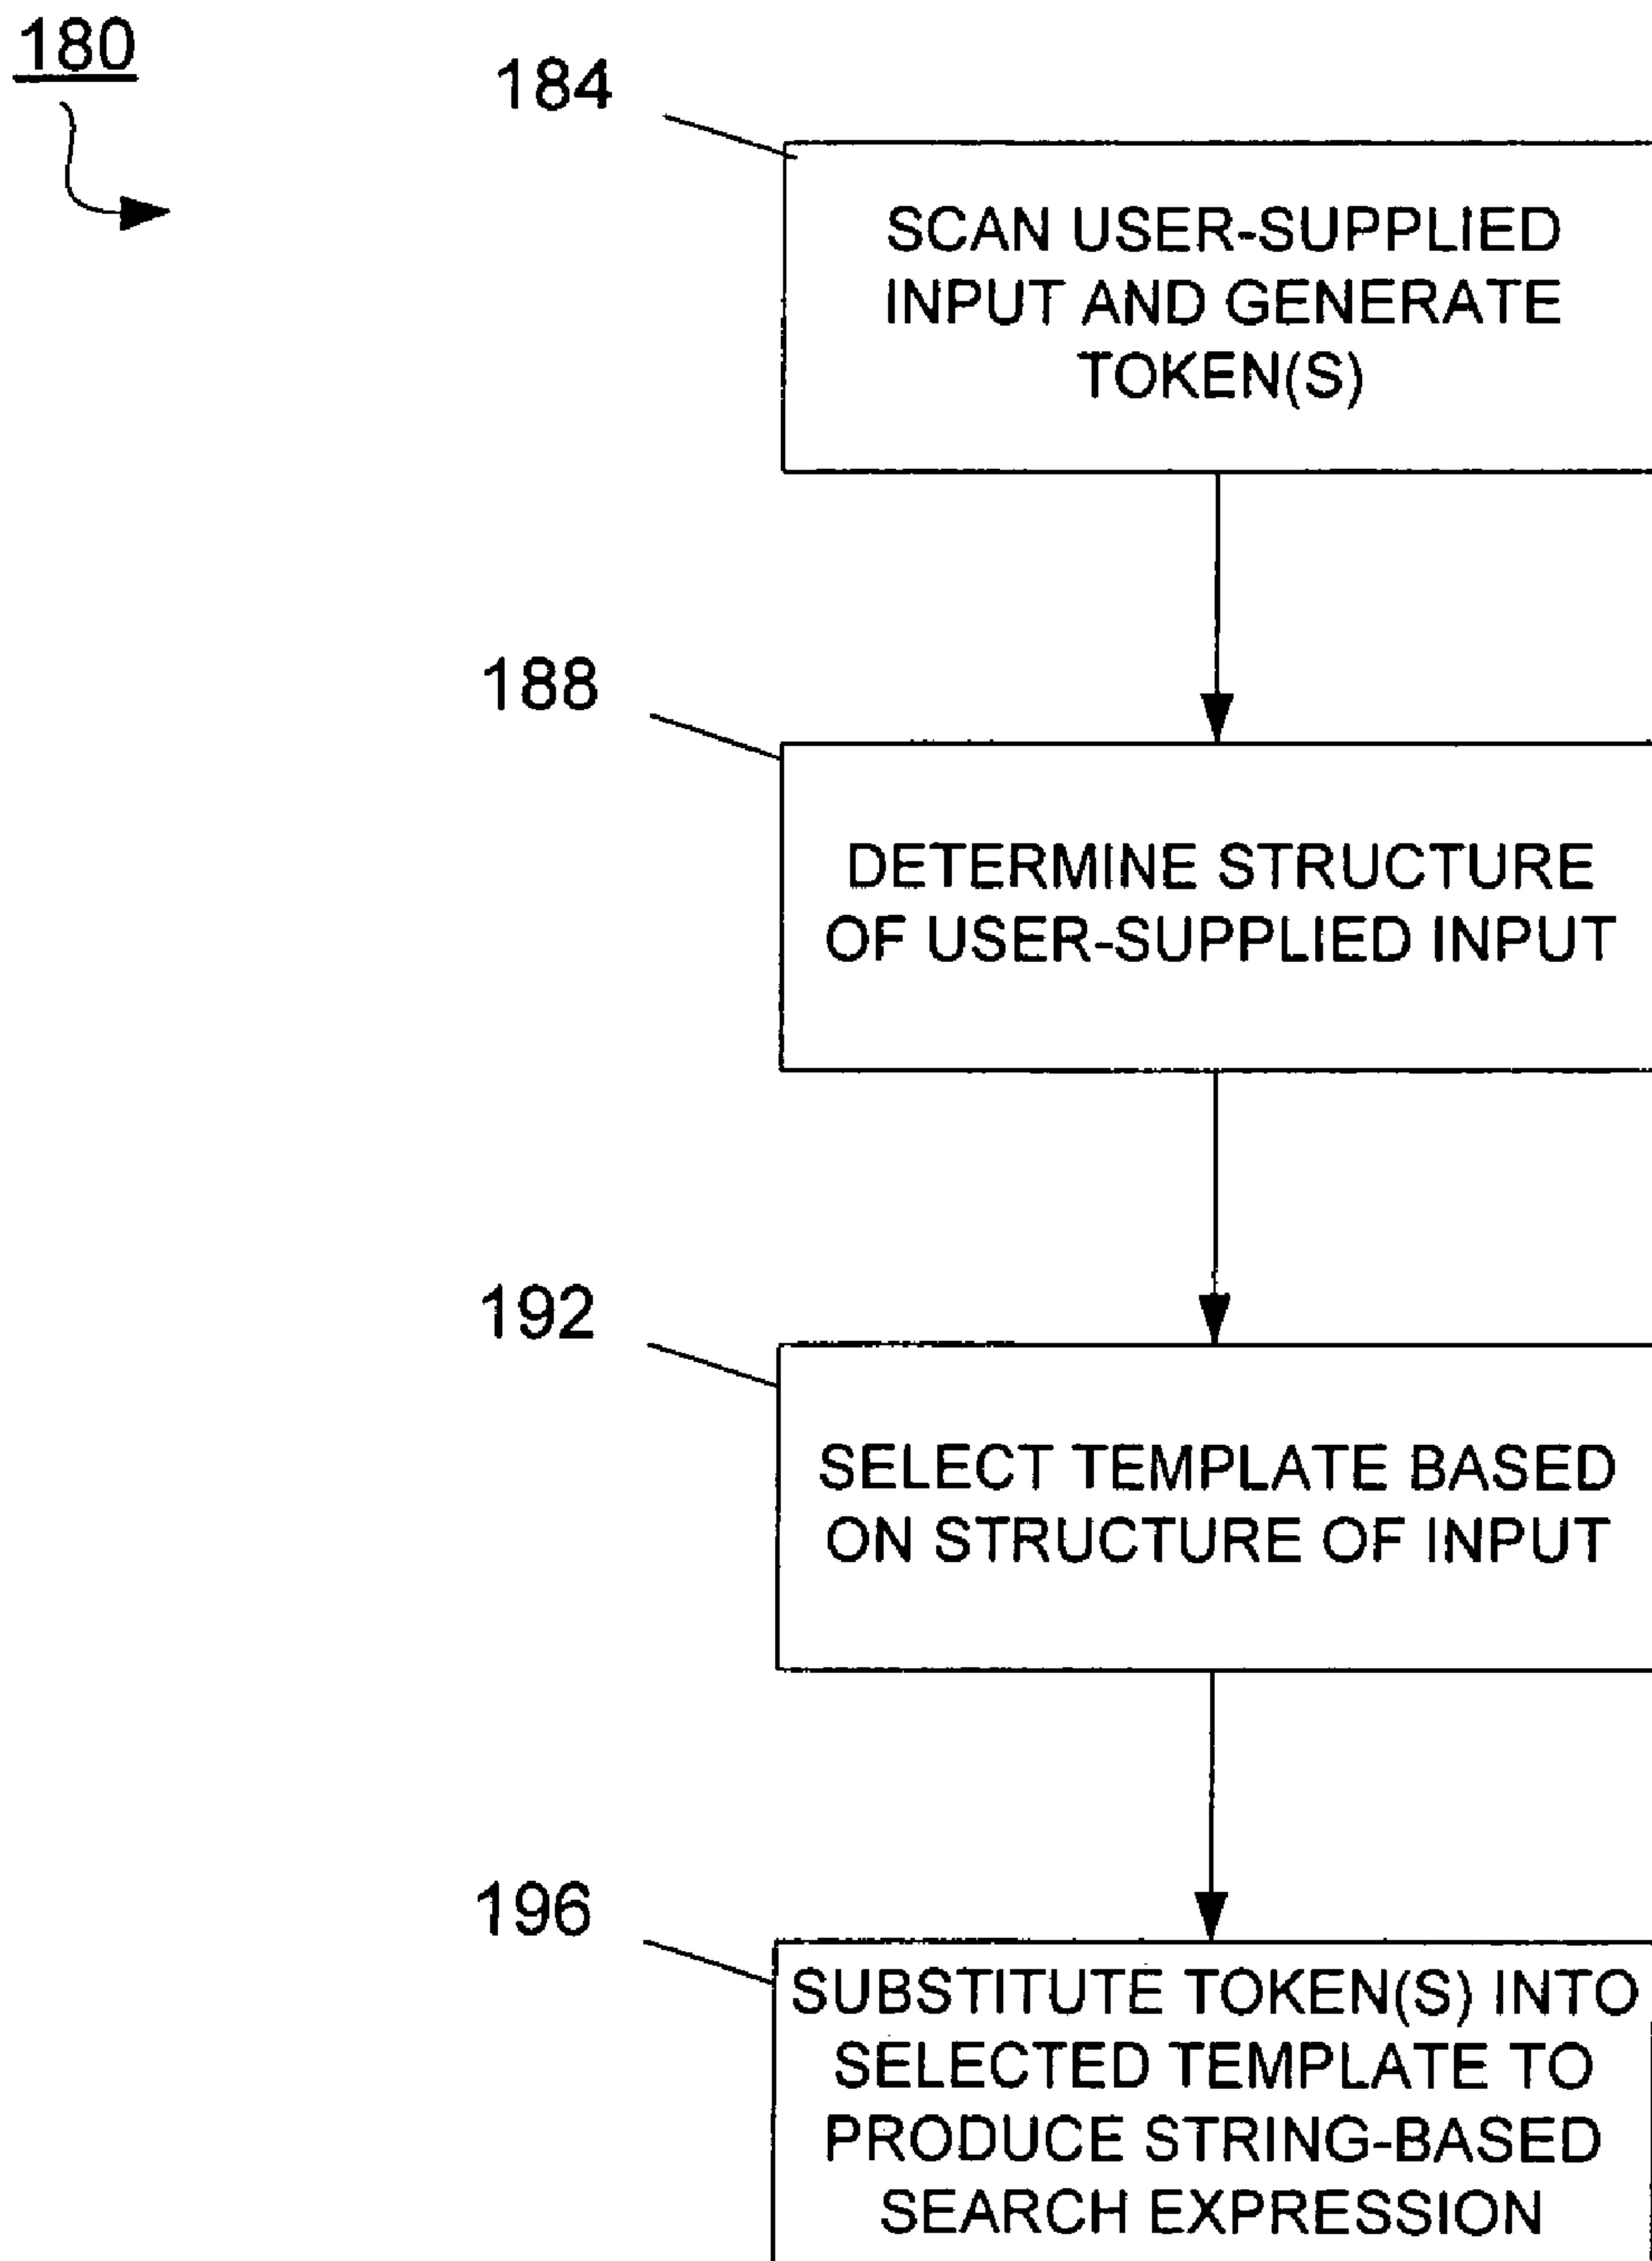 180
184
SCAN USER-SUPPLIED
INPUT AND GENERATE
TOKEN(S)
188
DETERMINE STRUCTURE
OF USER-SUPPLIED INPUT
192
SELECT TEMPLATE BASED
ON STRUCTURE OF INPUT
196
SUBSTITUTE TOKEN(S) INTO
SELECTED TEMPLATE TO
PRODUCE STRING-BASED
SEARCH EXPRESSION